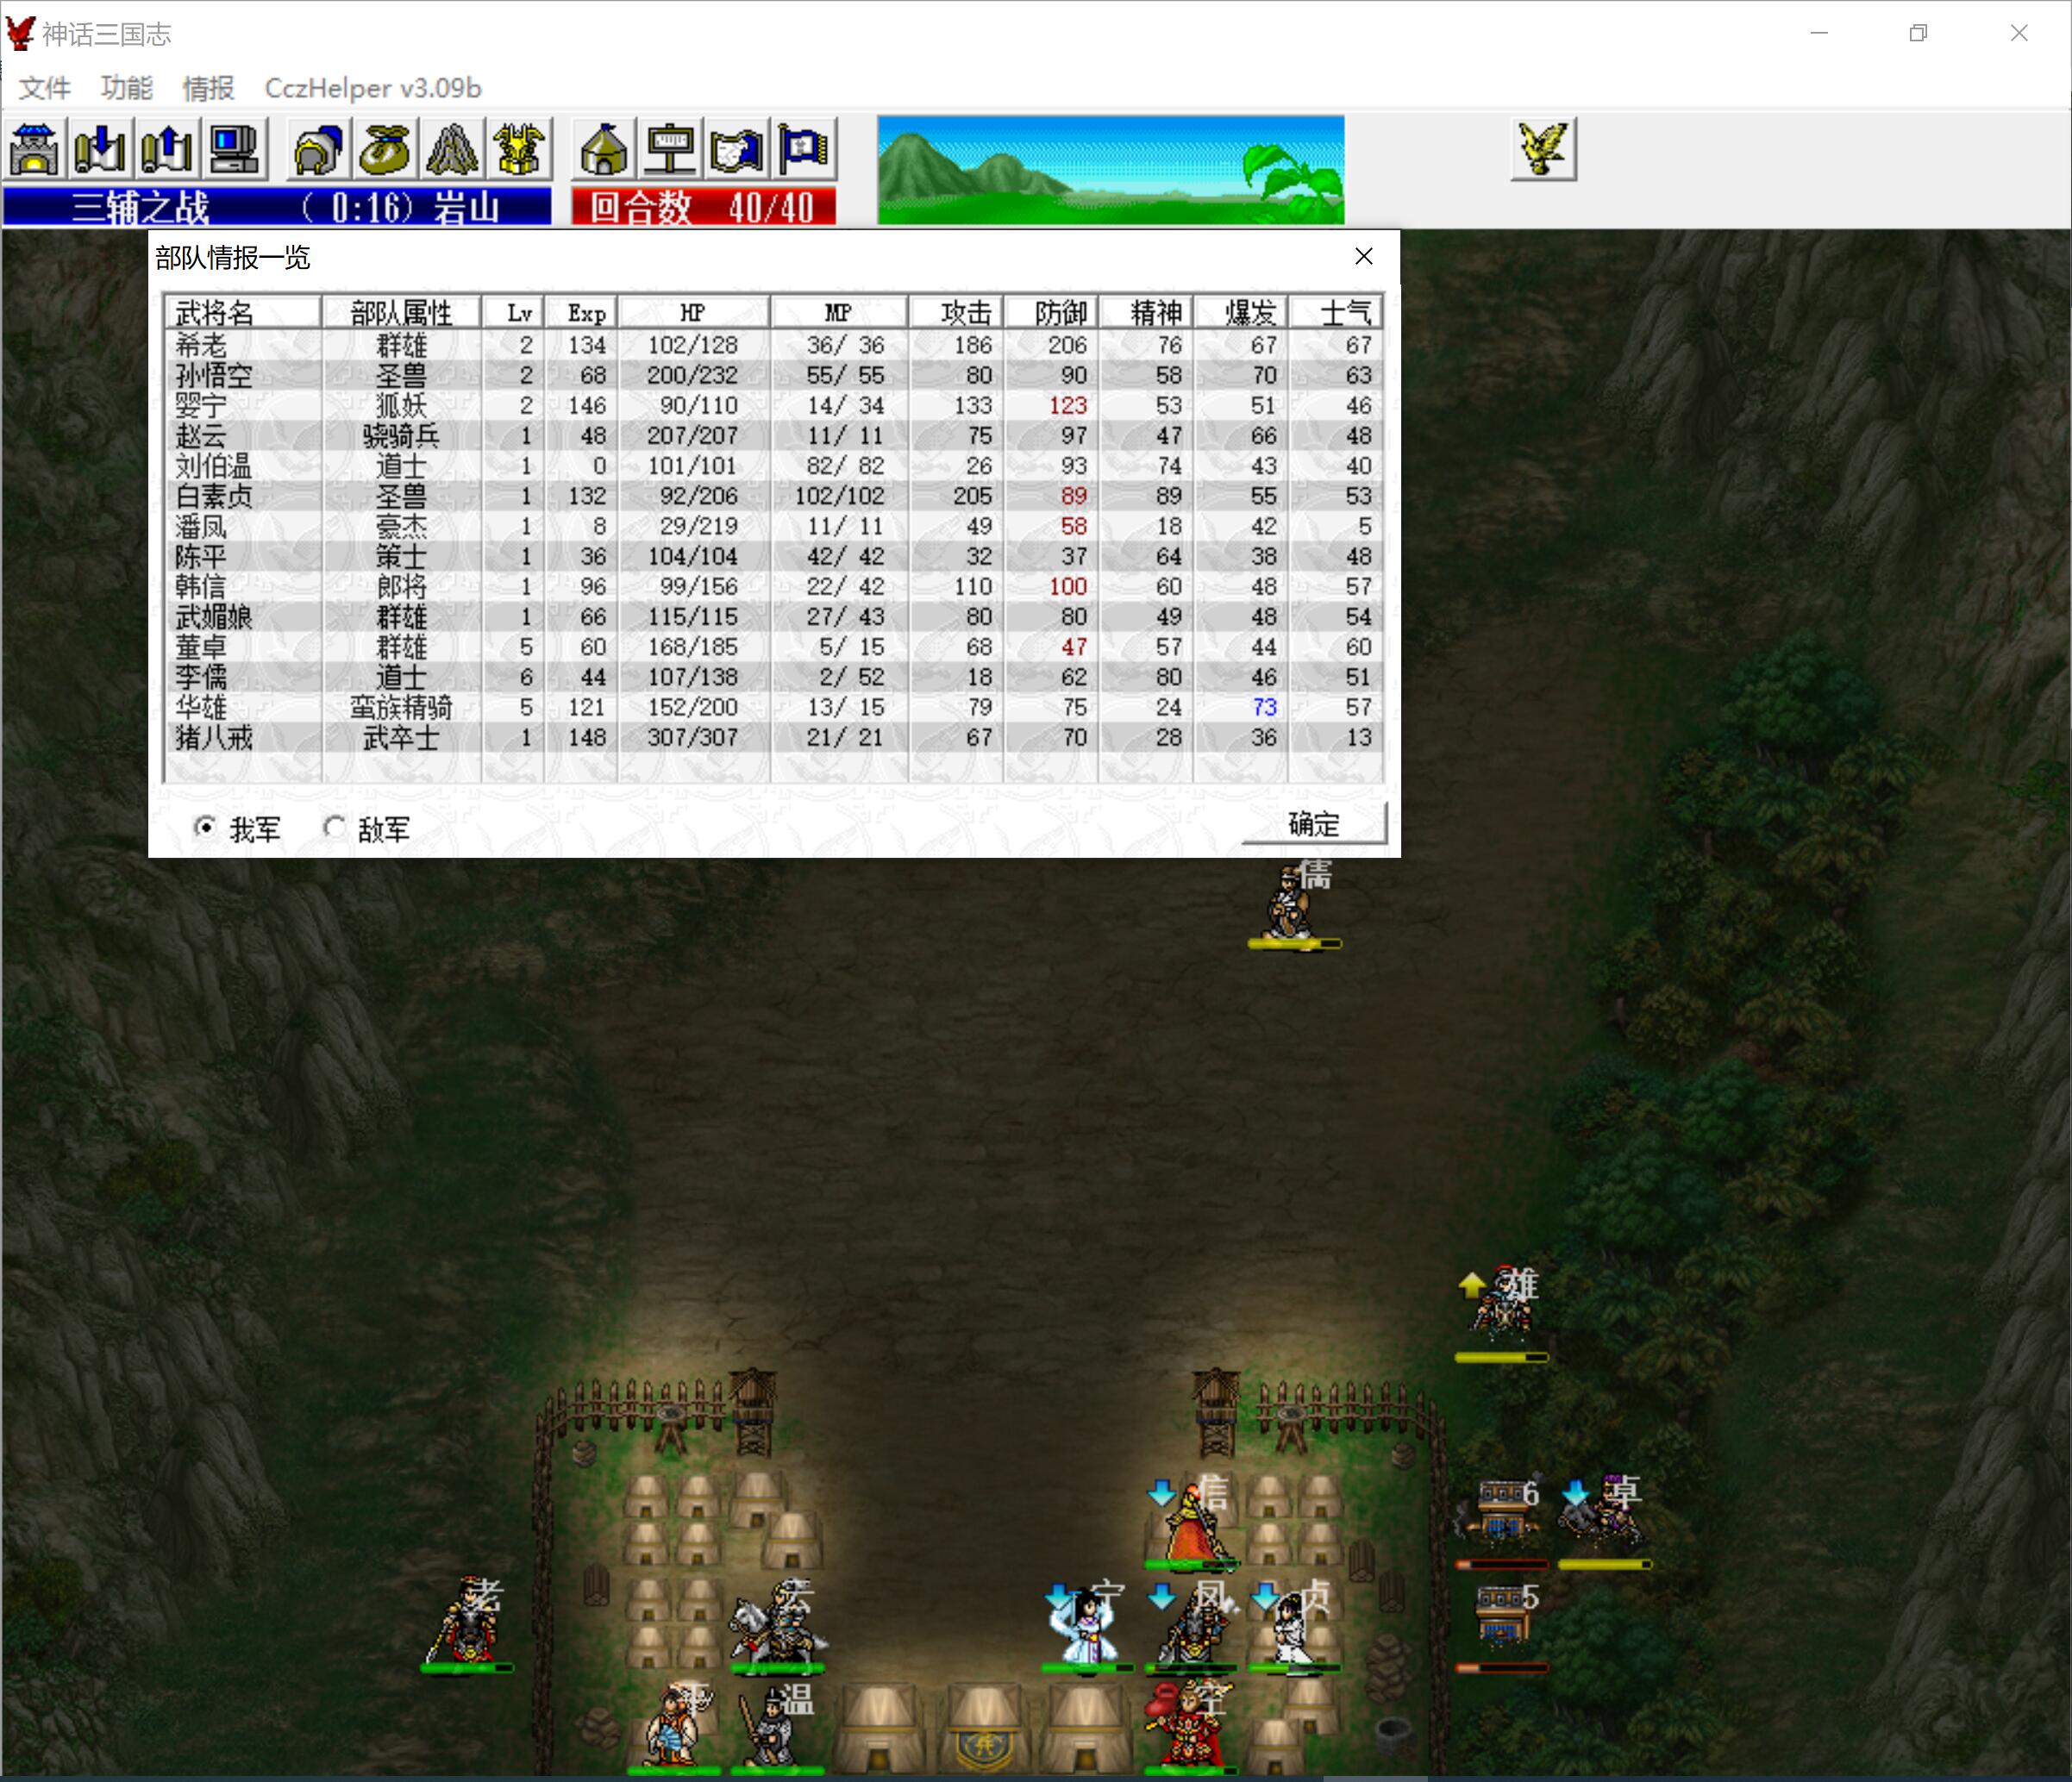 神话三国志
文件 功能 情报 CczHelper v3.09b
三辅之战 ( 0:16) 岩山 回合数 40/40
部队情报一览
武将名 部队属性 Lv Exp HP MP 攻击 防御 精神 爆发 士气
希老 群雄 2 134 102/128 36/ 36 186 206 76 67 67
孙悟空 圣兽 2 68 200/232 55/ 55 80 90 58 70 63
婴宁 狐妖 2 146 90/110 14/ 34 133 123 53 51 46
赵云 骁骑兵 1 48 207/207 11/ 11 75 97 47 66 48
刘伯温 道士 1 0 101/101 82/ 82 26 93 74 43 40
白素贞 圣兽 1 132 92/206 102/102 205 89 89 55 53
潘凤 豪杰 1 8 29/219 11/ 11 49 58 18 42 5
陈平 策士 1 36 104/104 42/ 42 32 37 64 38 48
韩信 郎将 1 96 99/156 22/ 42 110 100 60 48 57
武媚娘 群雄 1 66 115/115 27/ 43 80 80 49 48 54
董卓 群雄 5 60 168/185 5/ 15 68 47 57 44 60
李儒 道士 6 44 107/138 2/ 52 18 62 80 46 51
华雄 蛮族精骑 5 121 152/200 13/ 15 79 75 24 73 57
猪八戒 武卒士 1 148 307/307 21/ 21 67 70 28 36 13
我军 敌军 确定
儒
雄
信 6 卓
老 云 宁 凤 贞 5
平 温 空
兵